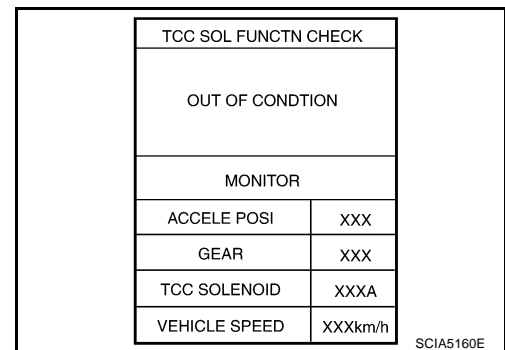 TCC SOL FUNCTN CHECK
OUT OF CONDTION
MONITOR
ACCELE POSI XXX
GEAR XXX
TCC SOLENOID XXXA
VEHICLE SPEED XXXkm/h
SCIA5160E